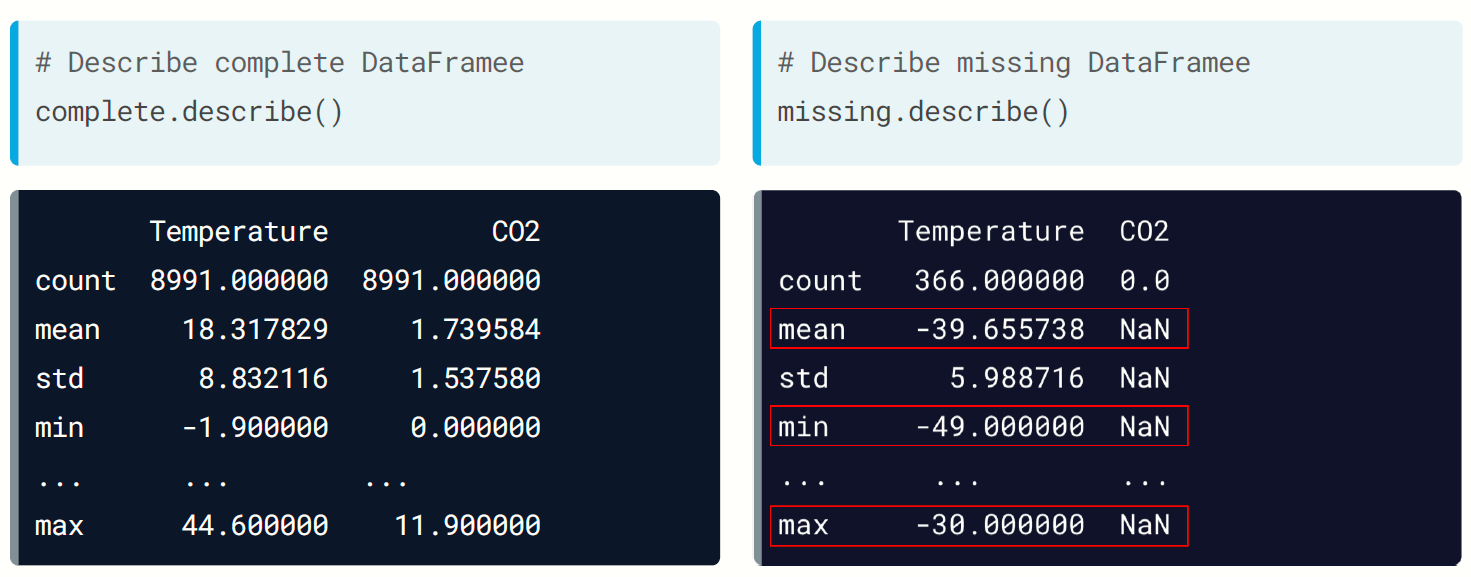 # Describe complete DataFramee
complete.describe()
Temperature CO2
count 8991.000000 8991.000000
mean 18.317829 1.739584
std 8.832116 1.537580
min -1.900000 0.000000
... ... ...
max 44.600000 11.900000
# Describe missing DataFramee
missing.describe()
Temperature CO2
count 366.000000 0.0
mean -39.655738 NaN
std 5.988716 NaN
min -49.000000 NaN
... ... ...
max -30.000000 NaN